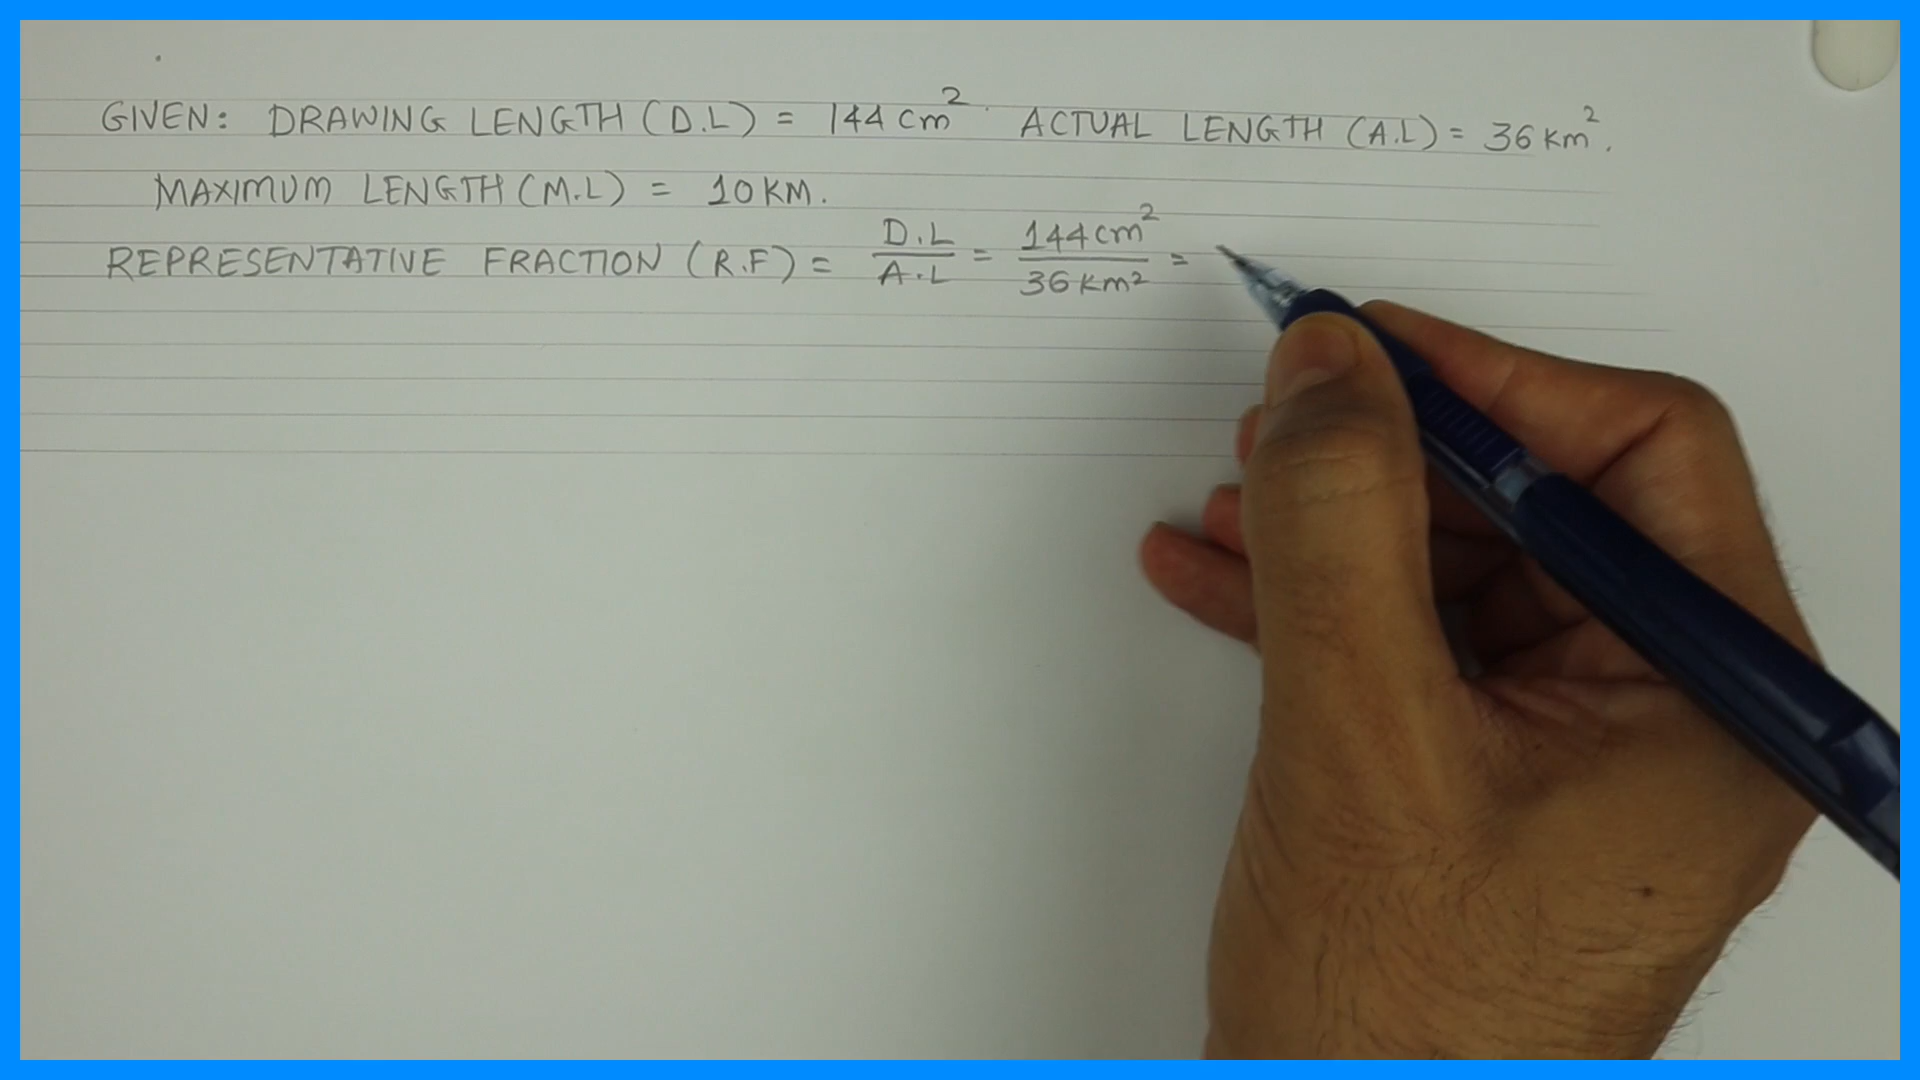 GIVEN: DRAWING LENGTH (D.L) = 144 cm² ACTUAL LENGTH (A.L) = 36 km².
MAXIMUM LENGTH (M.L) = 10 KM.
REPRESENTATIVE FRACTION (R.F) = D.L/A.L = 144 cm²/36 km² =